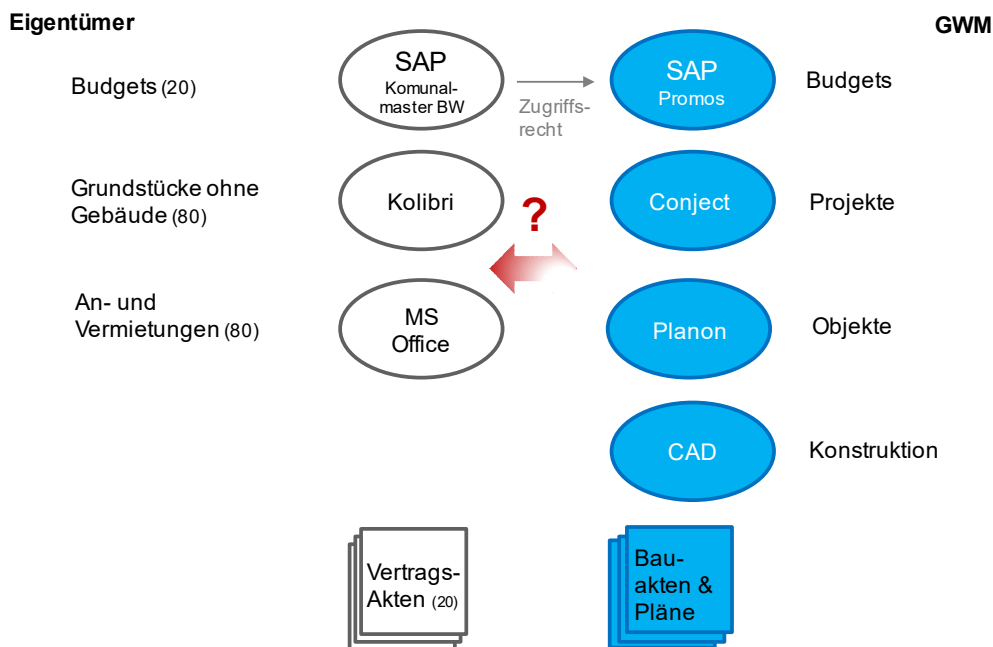 Eigentümer
GWM
Budgets (20)
SAP
Komunal-
master BW
Zugriffs-
recht
SAP
Promos
Budgets
Grundstücke ohne
Gebäude (80)
Kolibri
?
Conject
Projekte
An- und
Vermietungen (80)
MS
Office
Planon
Objekte
CAD
Konstruktion
Vertrags-
Akten (20)
Bau-
akten &
Pläne